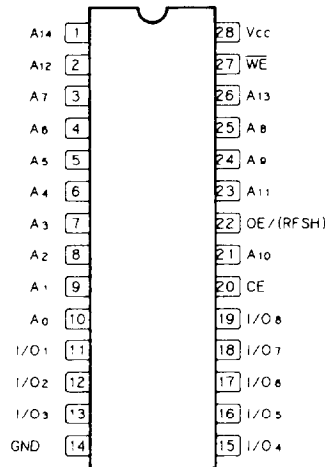 A14 1 28 Vcc
A12 2 27 W̅E̅
A7 3 26 A13
A6 4 25 A8
A5 5 24 A9
A4 6 23 A11
A3 7 22 OE/(RFSH)
A2 8 21 A10
A1 9 20 CE
A0 10 19 I/O8
I/O1 11 18 I/O7
I/O2 12 17 I/O6
I/O3 13 16 I/O5
GND 14 15 I/O4